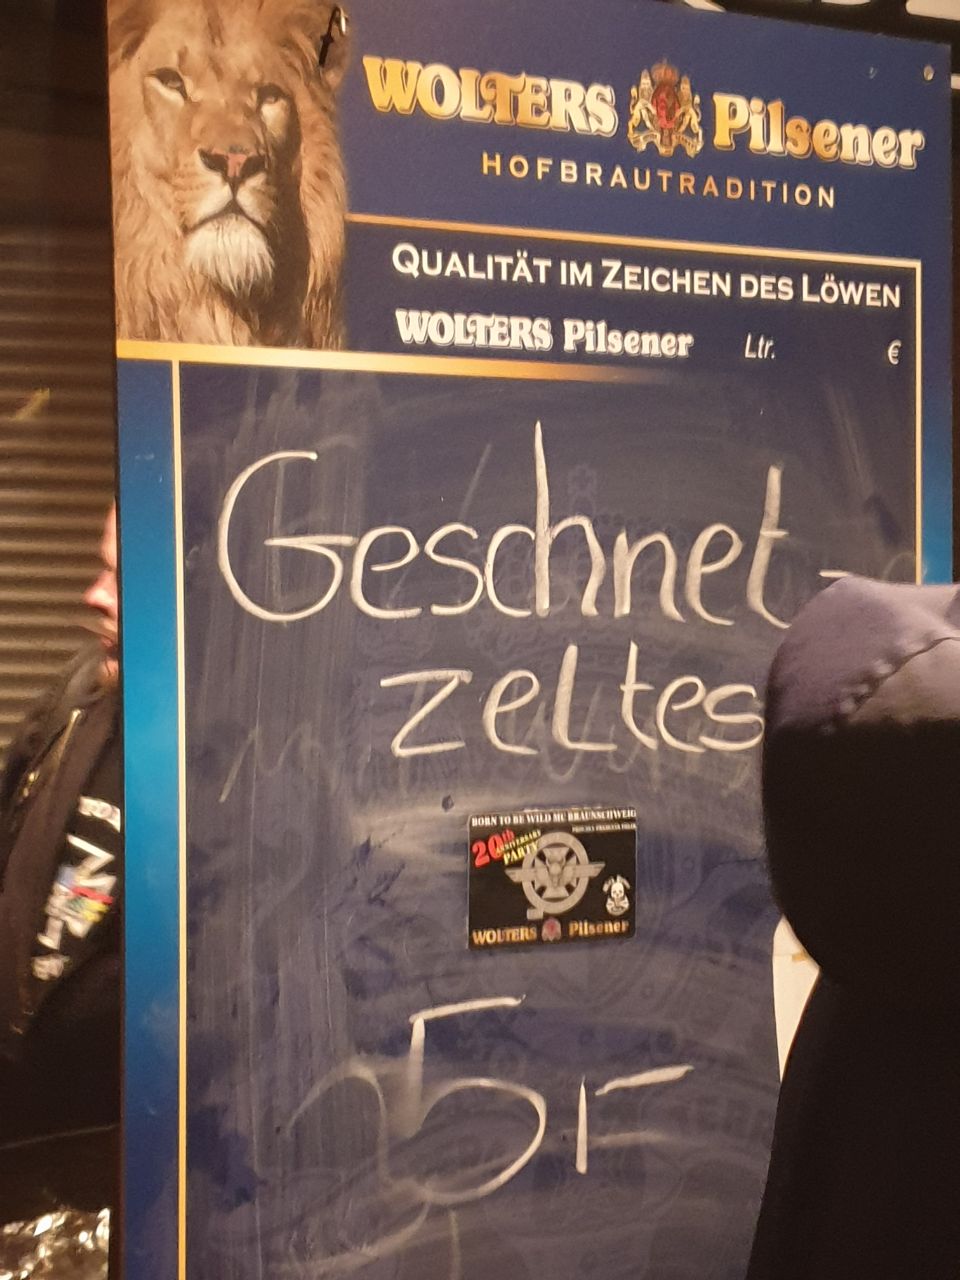 WOLTERS Pilsener
HOFBRAUTRADITION
QUALITÄT IM ZEICHEN DES LÖWEN
WOLTERS Pilsener Ltr. €
Geschnet-
zeltes
BORN TO BE WILD MC BRAUNSCHWEIG
20th ANNIVERSARY
PARTY
WOLTERS Pilsener
5,-